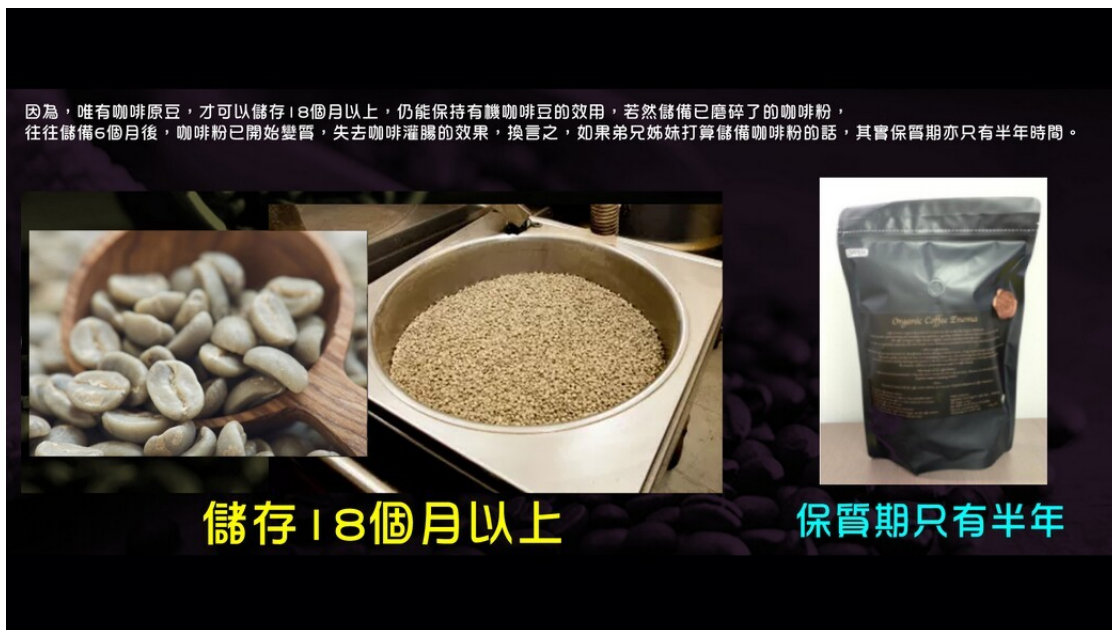 因為，唯有咖啡原豆，才可以儲存18個月以上，仍能保持有機咖啡豆的效用，若然儲備已磨碎了的咖啡粉，
往往儲備6個月後，咖啡粉已開始變質，失去咖啡灌腸的效果，換言之，如果弟兄姊妹打算儲備咖啡粉的話，其實保質期亦只有半年時間。
Organic Coffee Enema
儲存18個月以上
保質期只有半年